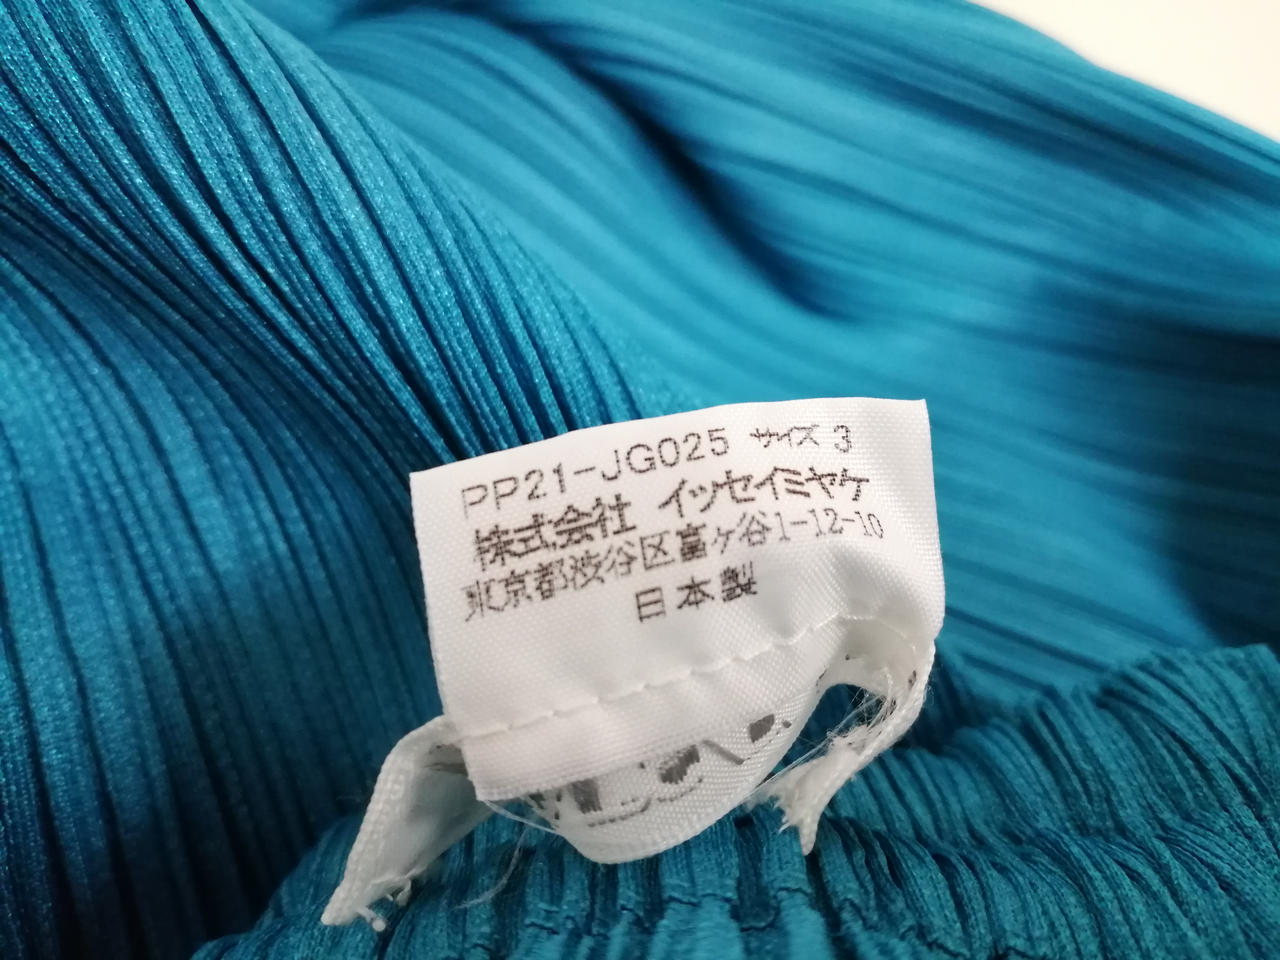 PP21-JG025 サイズ 3
株式会社 イッセイミヤケ
東京都渋谷区富ヶ谷1-12-10
日本製